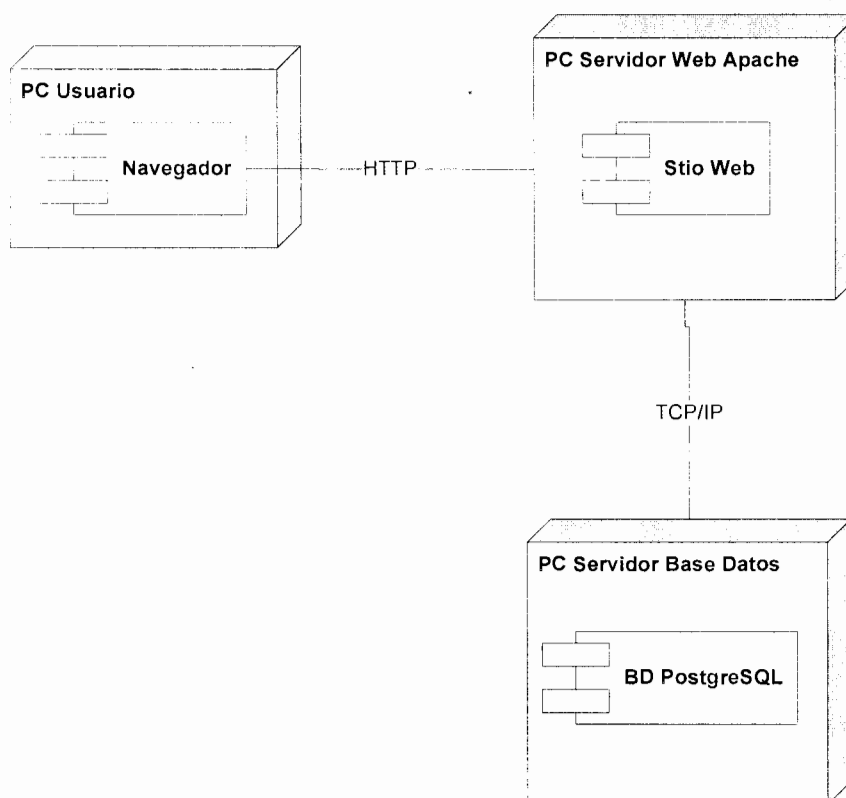 PC Usuario
Navegador
HTTP
PC Servidor Web Apache
Stio Web
TCP/IP
PC Servidor Base Datos
BD PostgreSQL